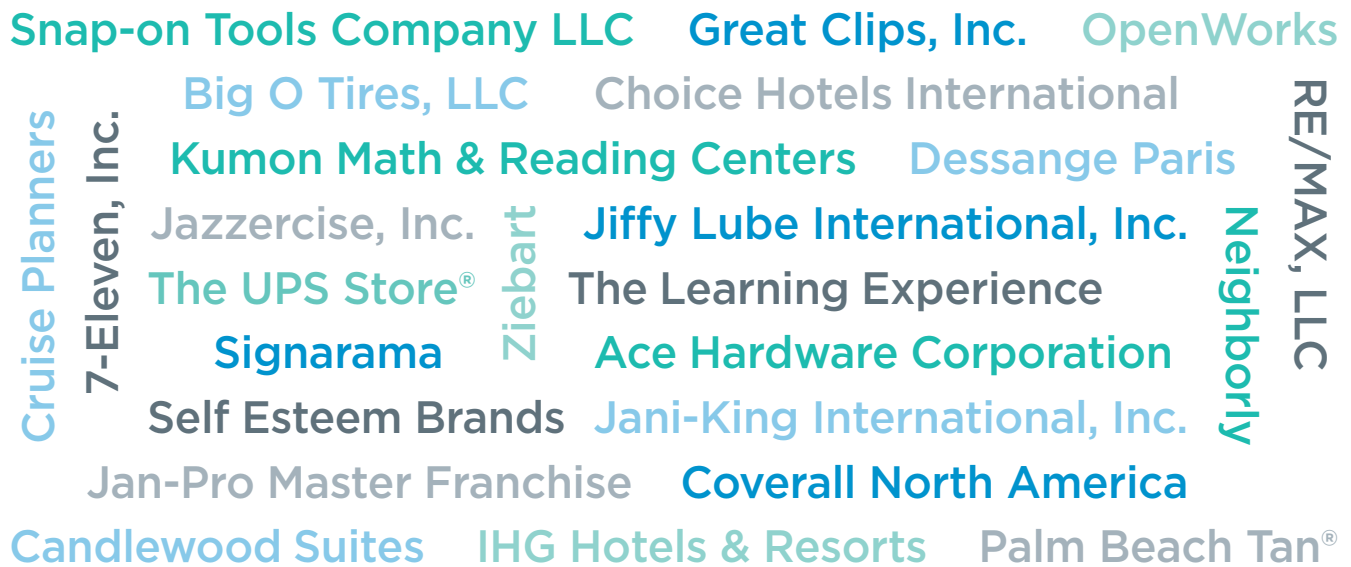 Snap-on Tools Company LLC
Great Clips, Inc.
OpenWorks
Big O Tires, LLC
Choice Hotels International
Cruise Planners
7-Eleven, Inc.
RE/MAX, LLC
Kumon Math & Reading Centers
Dessange Paris
Jazzercise, Inc.
Ziebart
Jiffy Lube International, Inc.
Neighborly
The UPS Store®
The Learning Experience
Signarama
Ace Hardware Corporation
Self Esteem Brands
Jani-King International, Inc.
Jan-Pro Master Franchise
Coverall North America
Candlewood Suites
IHG Hotels & Resorts
Palm Beach Tan®